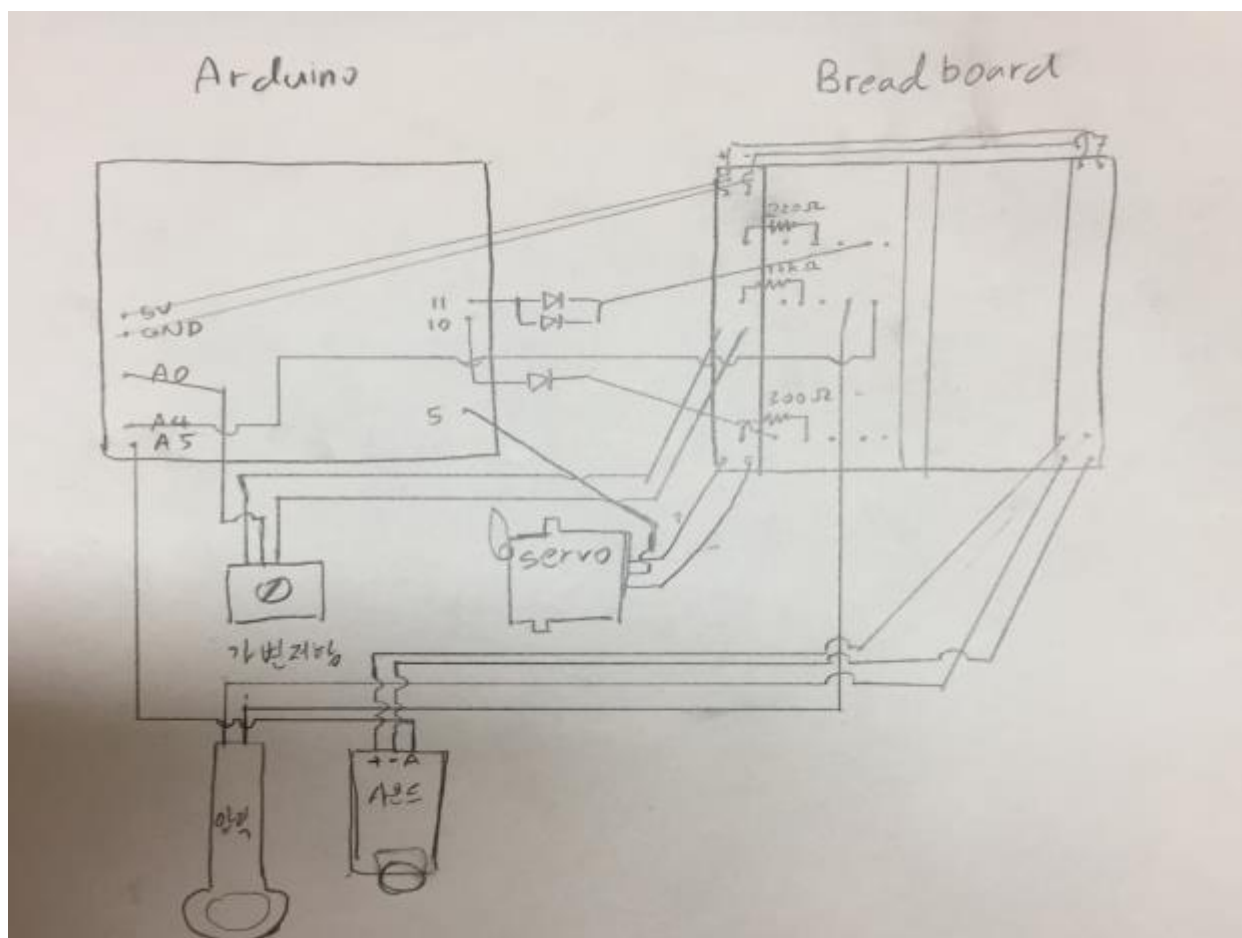 Arduino
Breadboard
+ -
220Ω
10kΩ
5V
GND
11
10
A0
300Ω
A4
5
A5
+
-
servo
가변저항
+ - A
사운드
압력